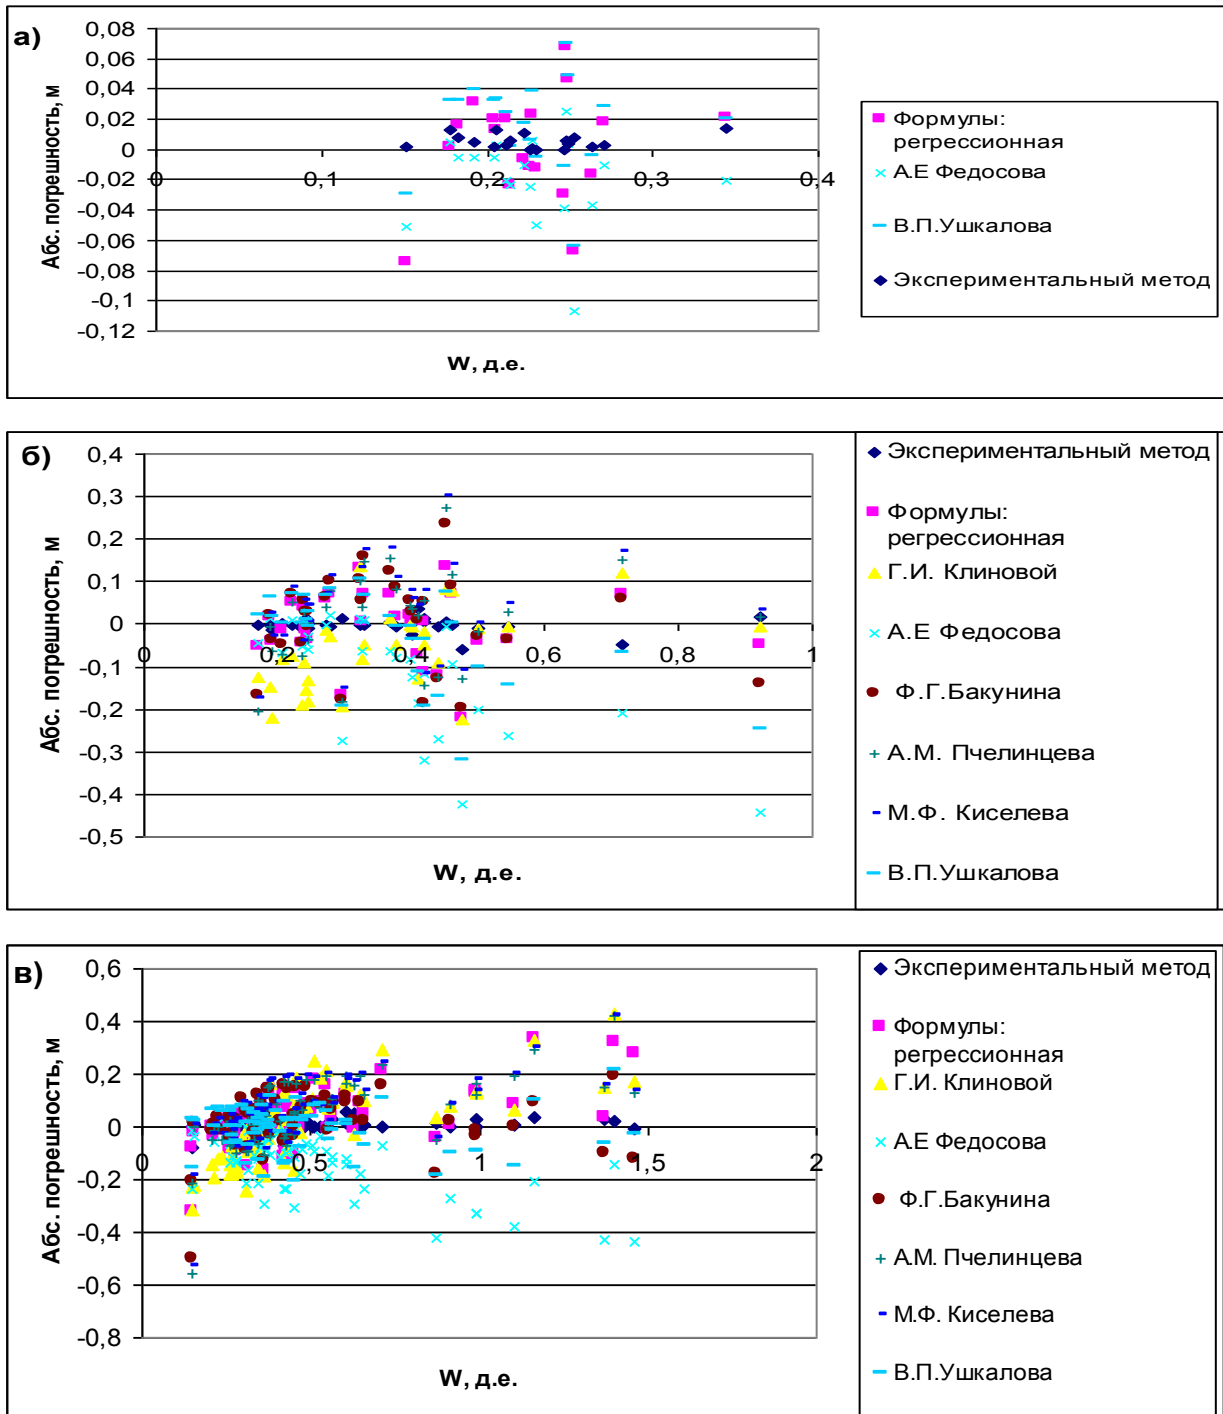 а)
0,08
0,06
0,04
0,02
0
-0,02
-0,04
-0,06
-0,08
-0,1
-0,12
0
0,1
0,2
0,3
0,4
Абс. погрешность, м
W, д.е.
Формулы:
регрессионная
А.Е Федосова
В.П.Ушкалова
Экспериментальный метод
б)
0,4
0,3
0,2
0,1
0
-0,1
-0,2
-0,3
-0,4
-0,5
0
0,2
0,4
0,6
0,8
1
Абс. погрешность, м
W, д.е.
Экспериментальный метод
Формулы:
регрессионная
Г.И. Клиновой
А.Е Федосова
Ф.Г.Бакунина
А.М. Пчелинцева
М.Ф. Киселева
В.П.Ушкалова
в)
0,6
0,4
0,2
0
-0,2
-0,4
-0,6
-0,8
0
0,5
1
1,5
2
Абс. погрешность, м
W, д.е.
Экспериментальный метод
Формулы:
регрессионная
Г.И. Клиновой
А.Е Федосова
Ф.Г.Бакунина
А.М. Пчелинцева
М.Ф. Киселева
В.П.Ушкалова